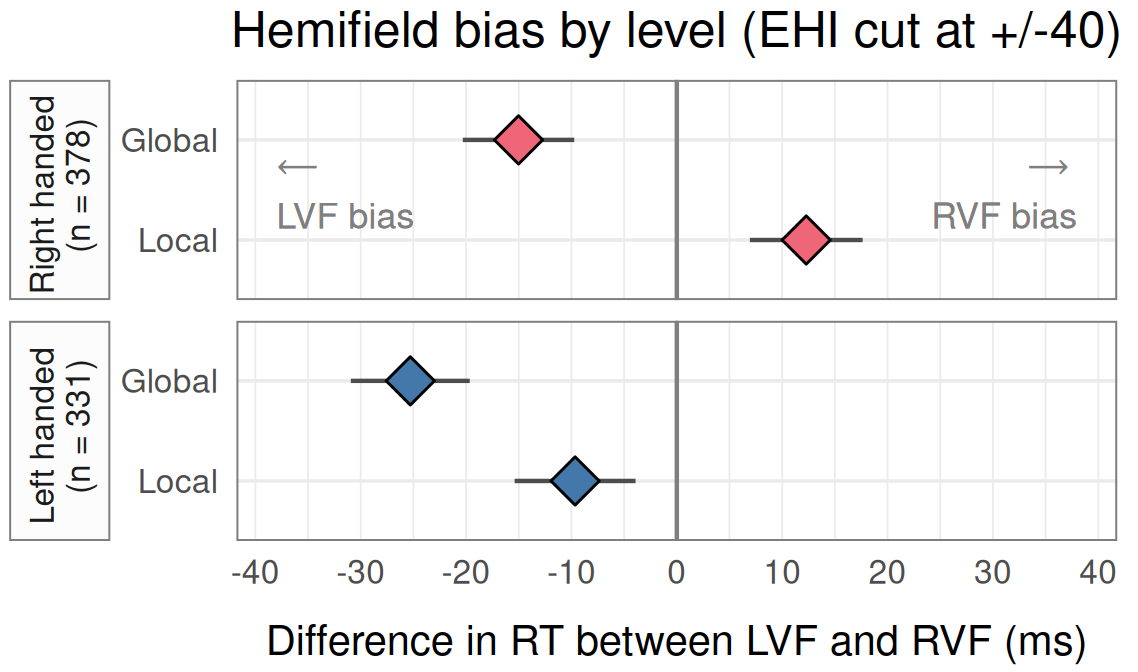 Hemifield bias by level (EHI cut at +/-40)
Right handed
(n = 378)
Global
Local
←
LVF bias
→
RVF bias
Left handed
(n = 331)
Global
Local
-40 -30 -20 -10 0 10 20 30 40
Difference in RT between LVF and RVF (ms)